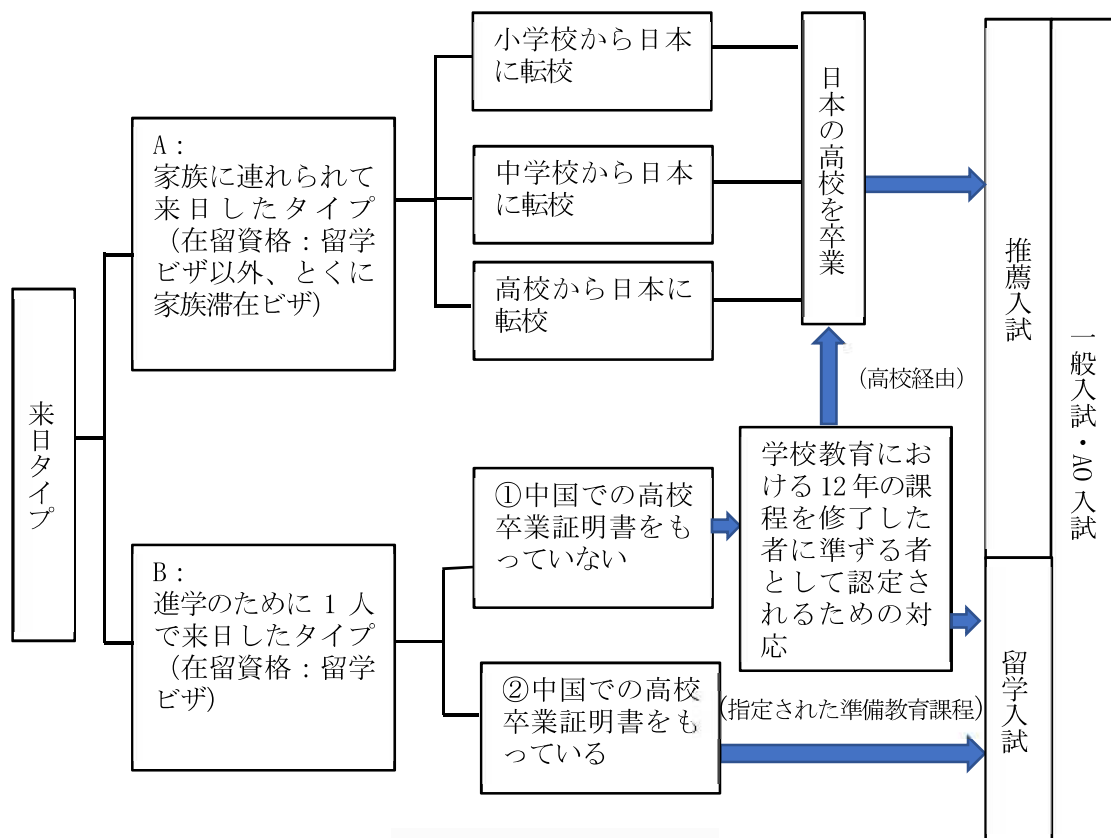 来日タイプ
A：
家族に連れられて
来日したタイプ
（在留資格：留学
ビザ以外、とくに
家族滞在ビザ）
B：
進学のために 1 人
で来日したタイプ
（在留資格：留学
ビザ）
小学校から日本
に転校
中学校から日本
に転校
高校から日本に
転校
①中国での高校
卒業証明書をも
っていない
②中国での高校
卒業証明書をも
っている
日本の高校を卒業
（高校経由）
学校教育にお
ける 12 年の課
程を修了した
者に準ずる者
として認定さ
れるための対
応
（指定された準備教育課程）
推薦入試
留学入試
一般入試・AO 入試